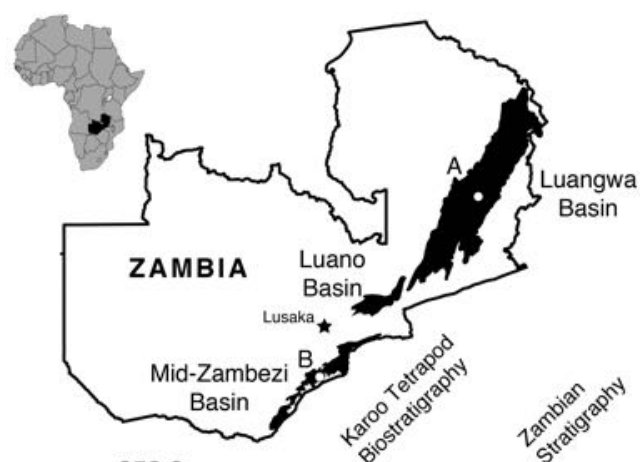 A
Luangwa
Basin
ZAMBIA
Luano
Basin
Lusaka
B
Mid-Zambezi
Basin
Karoo Tetrapod
Biostratigraphy
Zambian
Stratigraphy